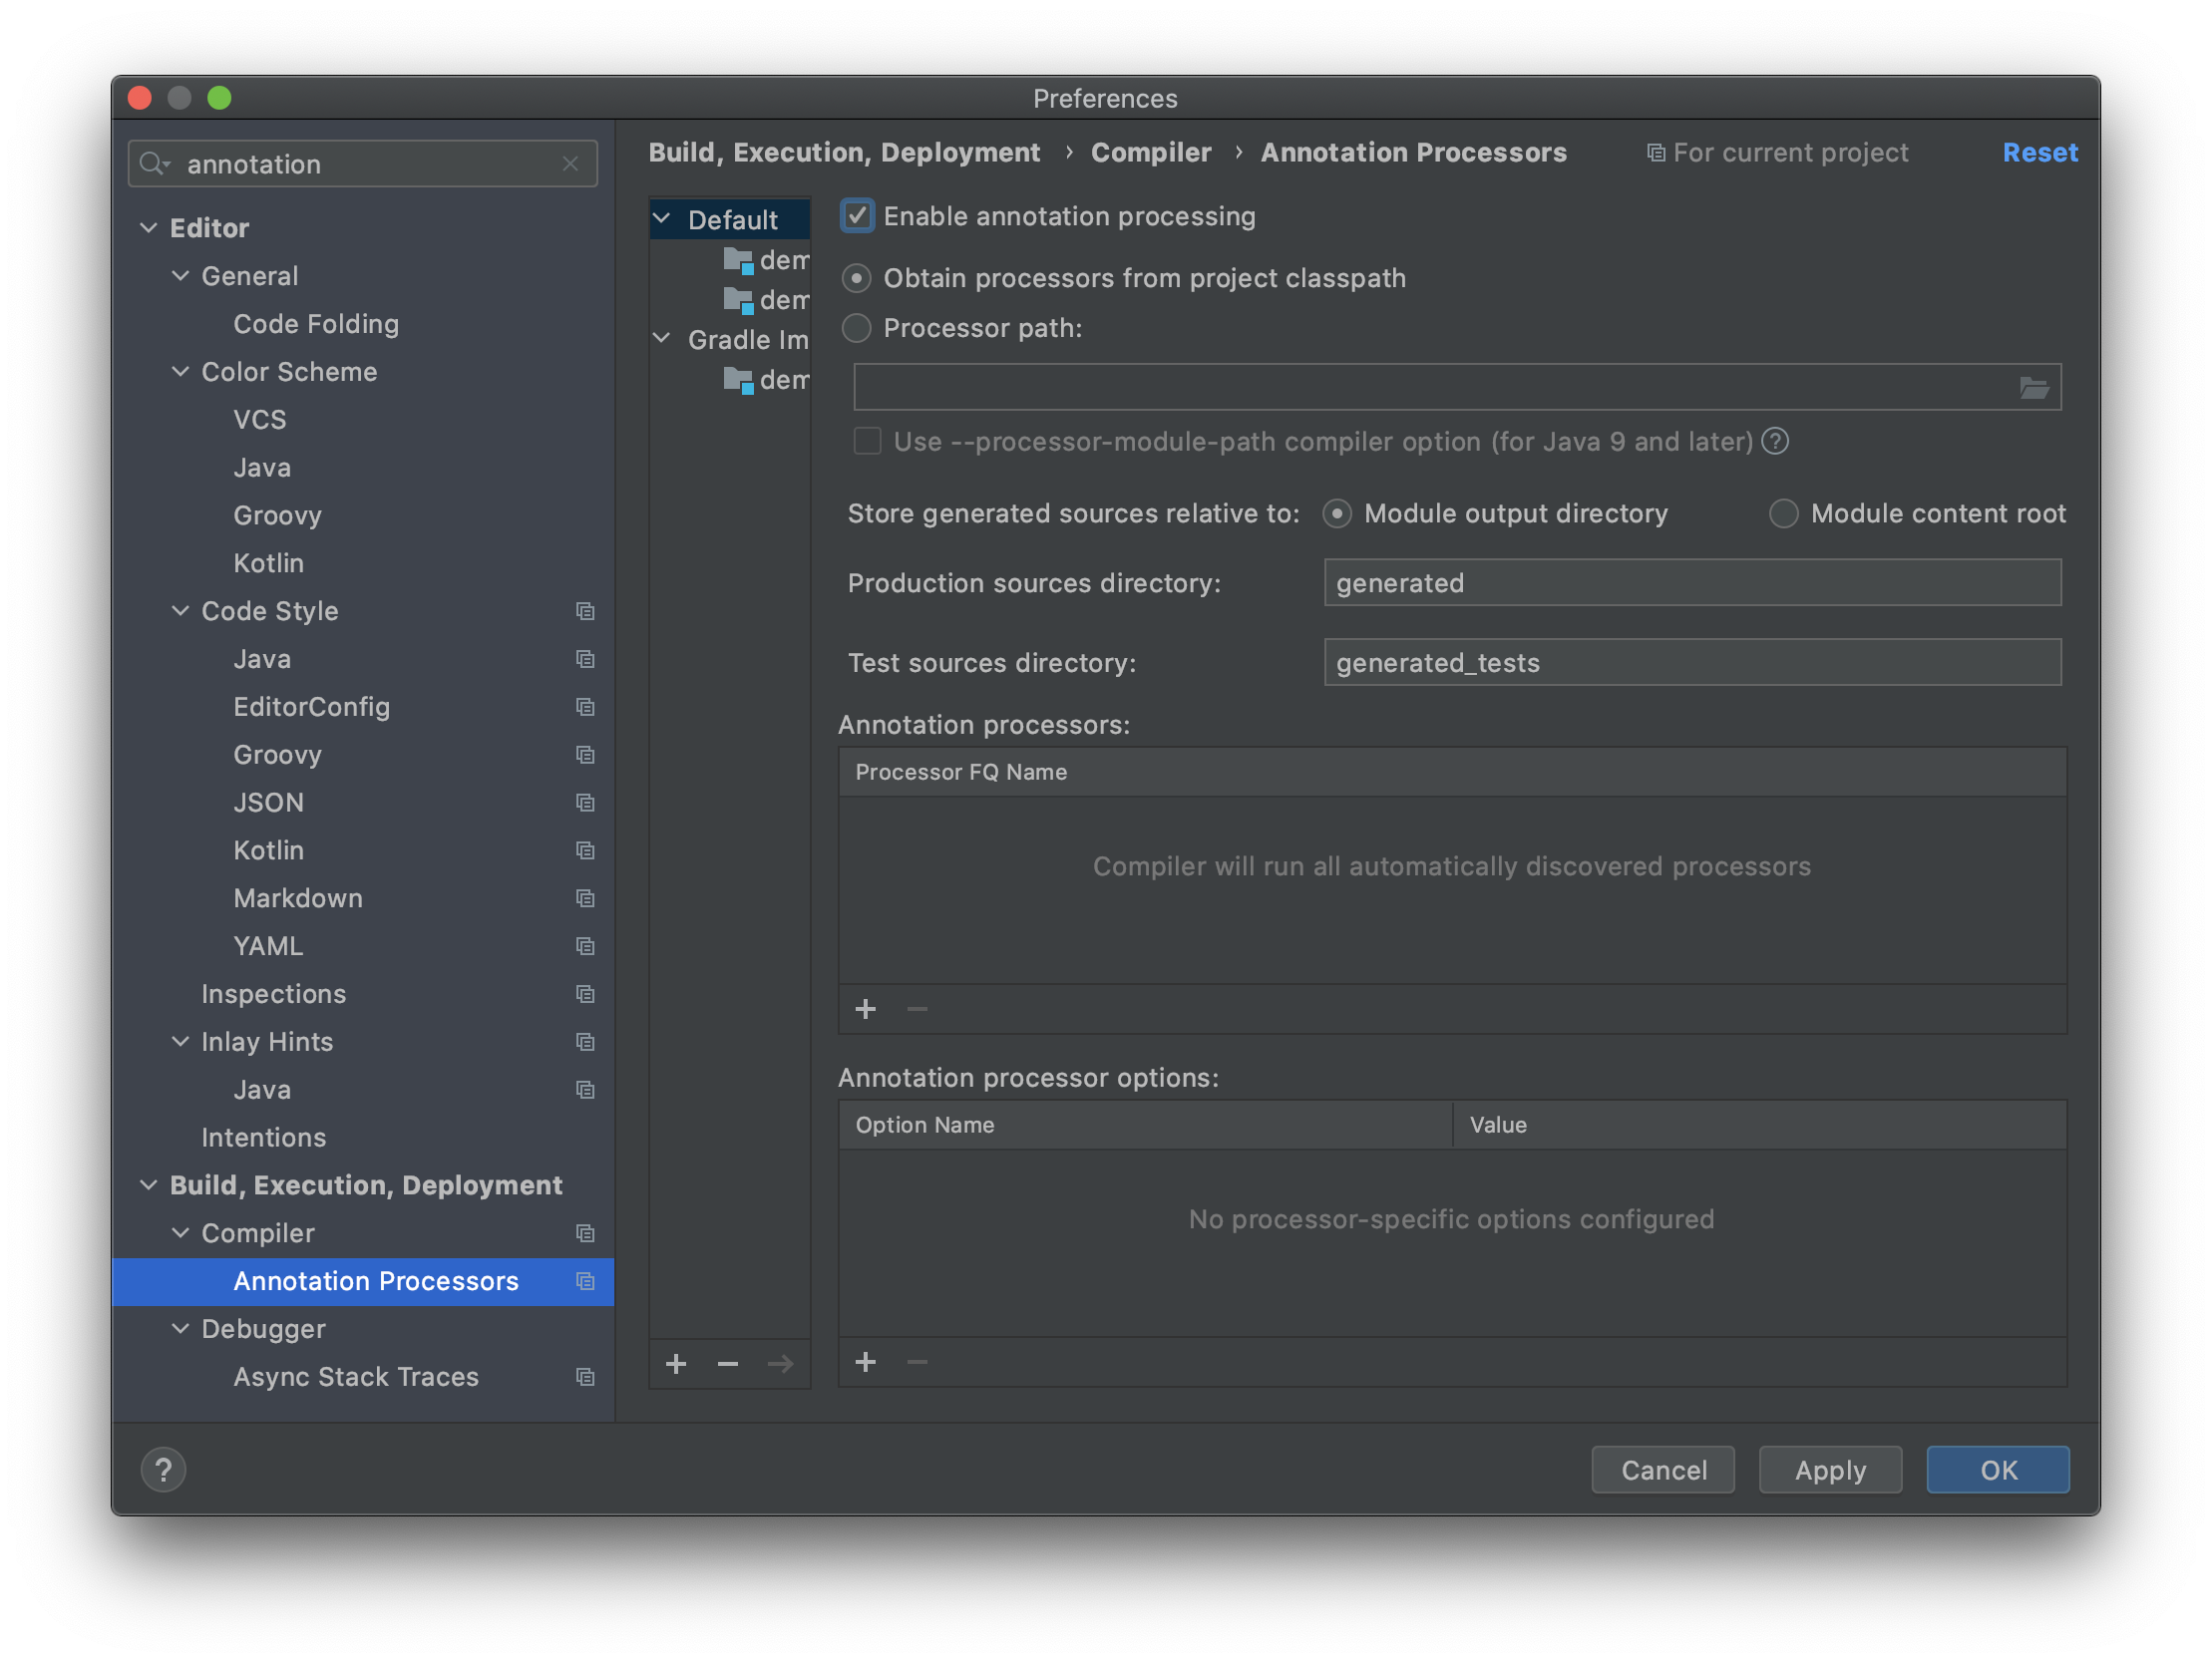 Preferences
annotation
Editor
General
Code Folding
Color Scheme
VCS
Java
Groovy
Kotlin
Code Style
Java
EditorConfig
Groovy
JSON
Kotlin
Markdown
YAML
Inspections
Inlay Hints
Java
Intentions
Build, Execution, Deployment
Compiler
Annotation Processors
Debugger
Async Stack Traces
Build, Execution, Deployment › Compiler › Annotation Processors For current project Reset
Default
dem
dem
Gradle Im
dem
Enable annotation processing
Obtain processors from project classpath
Processor path:
Use --processor-module-path compiler option (for Java 9 and later) ?
Store generated sources relative to: Module output directory Module content root
Production sources directory: generated
Test sources directory: generated_tests
Annotation processors:
Processor FQ Name
Compiler will run all automatically discovered processors
Annotation processor options:
Option Name Value
No processor-specific options configured
? Cancel Apply OK